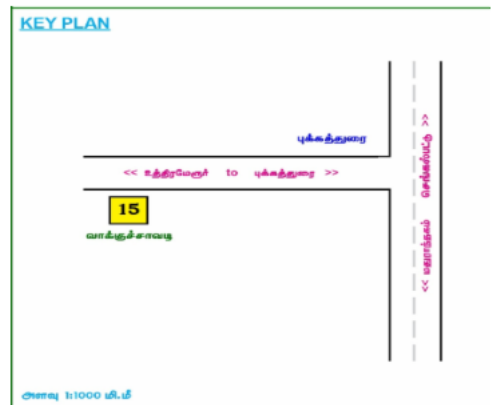 KEY PLAN
புக்கத்துரை
<< உத்திரமேரூர் to புக்கத்துரை >>
15
வாக்குச்சாவடி
<< மதுராந்தகம் செங்கல்பட்டு >>
அளவு 1:1000 மி.மீ